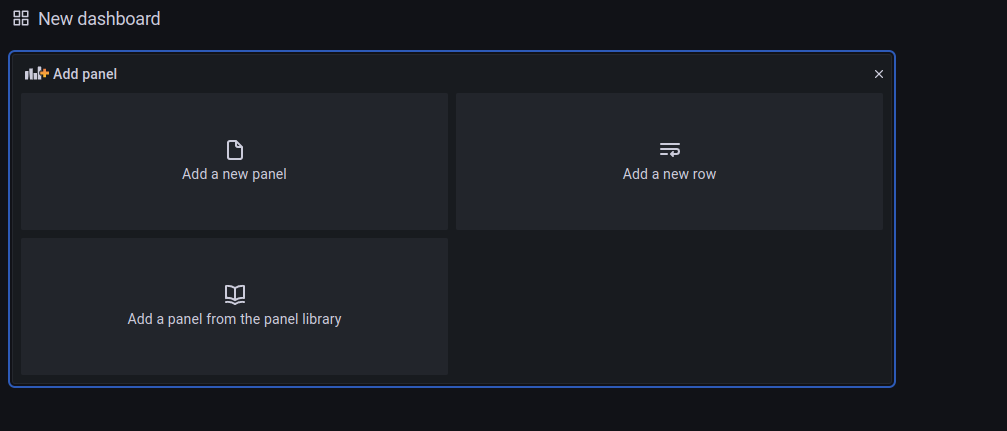 New dashboard
Add panel
Add a new panel
Add a new row
Add a panel from the panel library